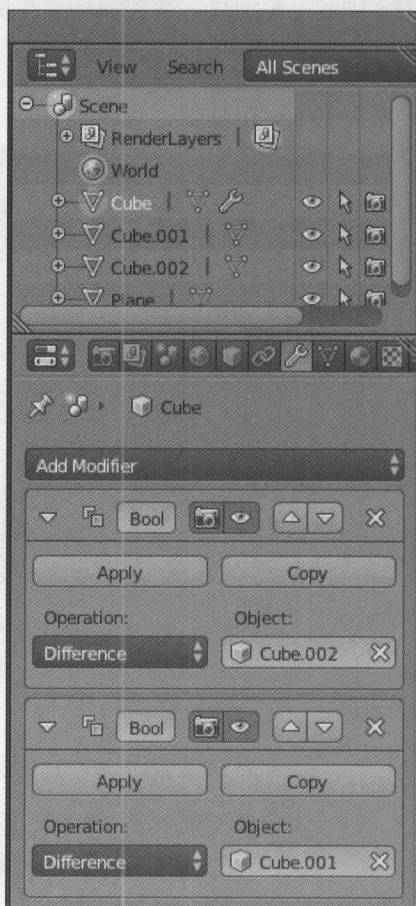 View Search All Scenes
Scene
RenderLayers |
World
Cube |
Cube.001 |
Cube.002 |
Plane |
Cube
Add Modifier
Bool
Apply Copy
Operation: Object:
Difference Cube.002
Bool
Apply Copy
Operation: Object:
Difference Cube.001